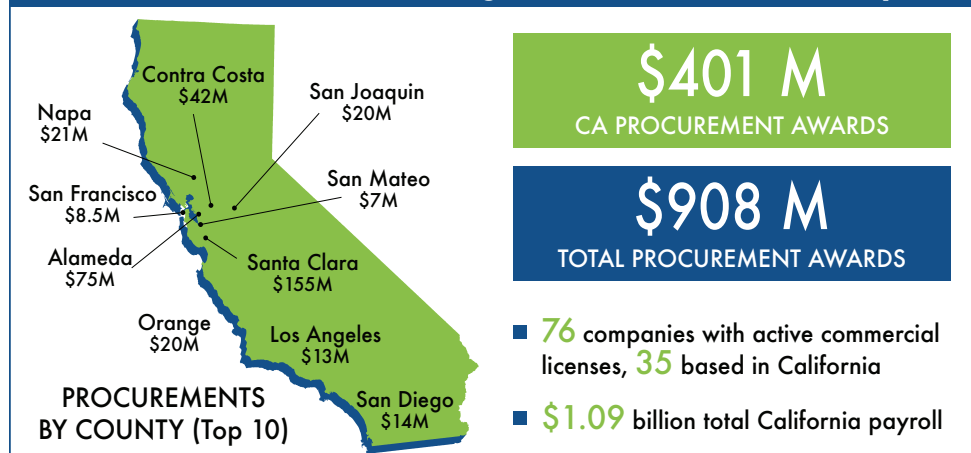 Contra Costa
$42M
San Joaquin
$20M
Napa
$21M
San Mateo
$7M
San Francisco
$8.5M
Alameda
$75M
Santa Clara
$155M
Orange
$20M
Los Angeles
$13M
San Diego
$14M
PROCUREMENTS
BY COUNTY (Top 10)
$401 M
CA PROCUREMENT AWARDS
$908 M
TOTAL PROCUREMENT AWARDS
76 companies with active commercial
licenses, 35 based in California
$1.09 billion total California payroll